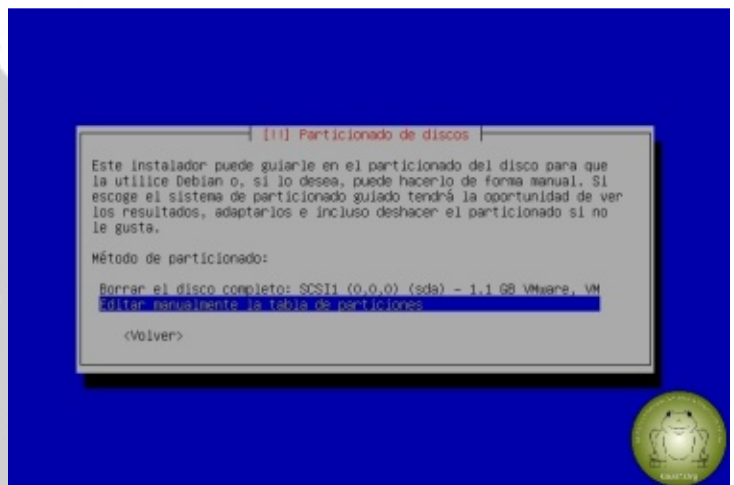 [!!] Particionado de discos
Este instalador puede guiarle en el particionado del disco para que
la utilice Debian o, si lo desea, puede hacerlo de forma manual. Si
escoge el sistema de particionado guiado tendrá la oportunidad de ver
los resultados, adaptarlos e incluso deshacer el particionado si no
le gusta.
Método de particionado:
Borrar el disco completo: SCSI1 (0,0,0) (sda) - 1.1 GB VMware, VM
Editar manualmente la tabla de particiones
<Volver>